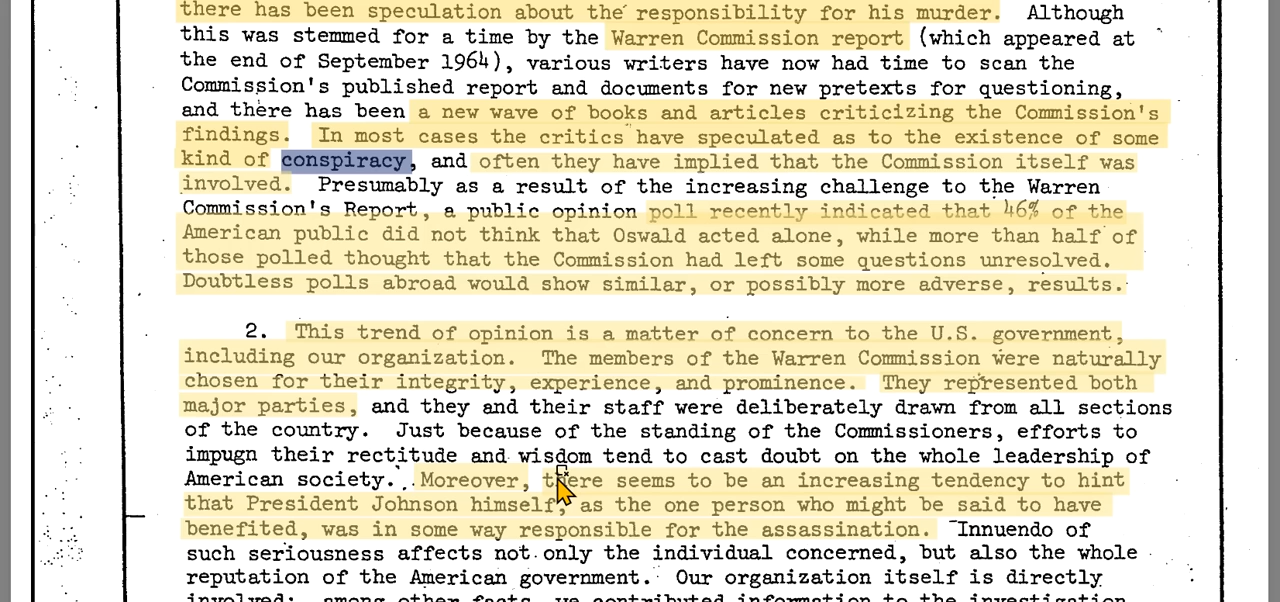 there has been speculation about the responsibility for his murder. Although
this was stemmed for a time by the Warren Commission report (which appeared at
the end of September 1964), various writers have now had time to scan the
Commission's published report and documents for new pretexts for questioning,
and there has been a new wave of books and articles criticizing the Commission's
findings. In most cases the critics have speculated as to the existence of some
kind of conspiracy, and often they have implied that the Commission itself was
involved. Presumably as a result of the increasing challenge to the Warren
Commission's Report, a public opinion poll recently indicated that 46% of the
American public did not think that Oswald acted alone, while more than half of
those polled thought that the Commission had left some questions unresolved.
Doubtless polls abroad would show similar, or possibly more adverse, results.
2. This trend of opinion is a matter of concern to the U.S. government,
including our organization. The members of the Warren Commission were naturally
chosen for their integrity, experience, and prominence. They represented both
major parties, and they and their staff were deliberately drawn from all sections
of the country. Just because of the standing of the Commissioners, efforts to
impugn their rectitude and wisdom tend to cast doubt on the whole leadership of
American society. Moreover, there seems to be an increasing tendency to hint
that President Johnson himself, as the one person who might be said to have
benefited, was in some way responsible for the assassination. Innuendo of
such seriousness affects not only the individual concerned, but also the whole
reputation of the American government. Our organization itself is directly
involved: among other facts, we contributed information to the investigation